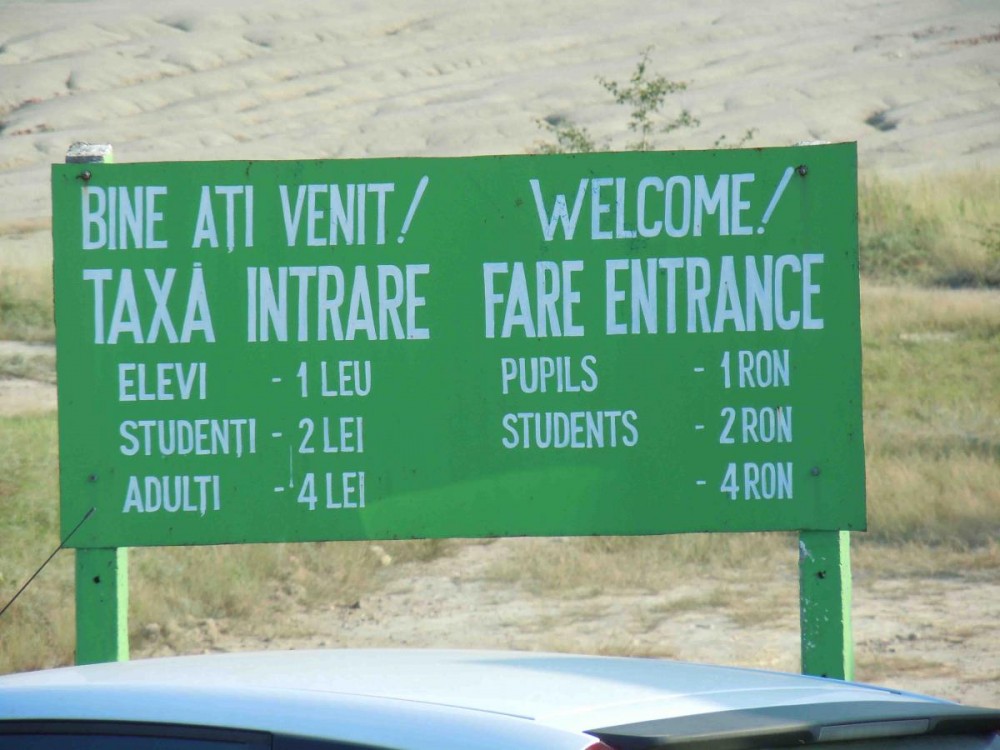 BINE AȚI VENIT!
TAXĂ INTRARE
ELEVI - 1 LEU
STUDENȚI - 2 LEI
ADULȚI - 4 LEI
WELCOME!
FARE ENTRANCE
PUPILS - 1 RON
STUDENTS - 2 RON
- 4 RON